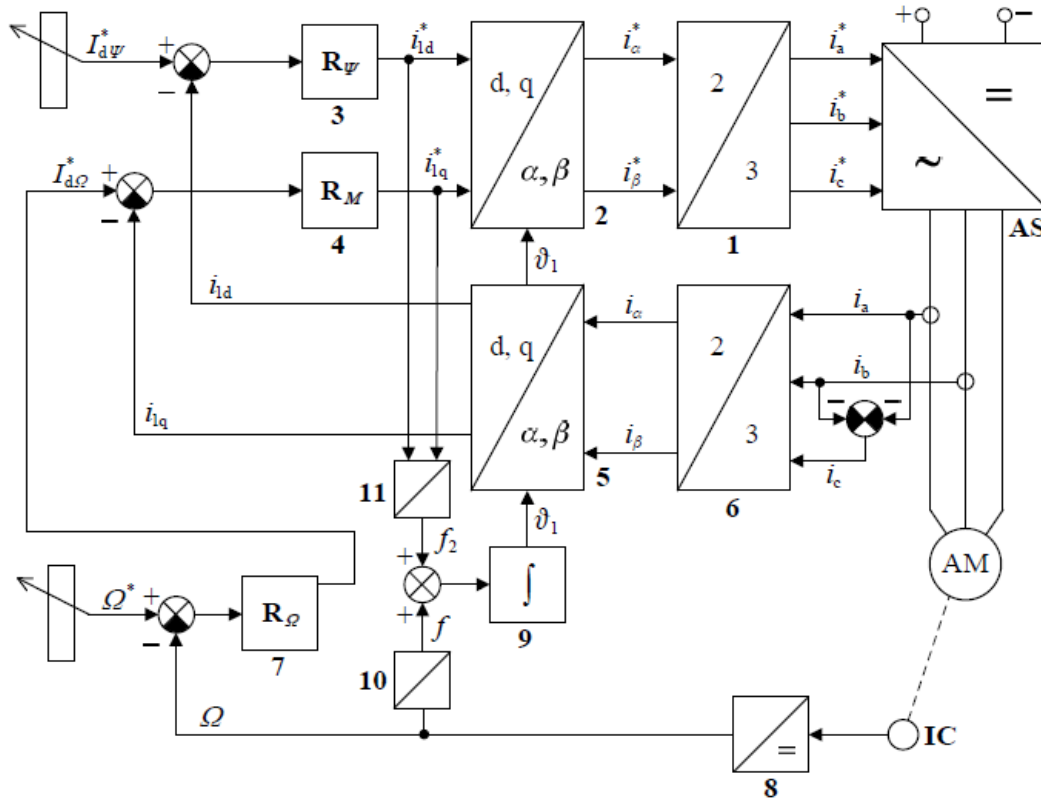 I*dΨ
+
−
RΨ
3
i*1d
d, q
α, β
2
i*α
i*β
2
3
1
i*a
i*b
i*c
+
−
=
~
AS
I*dΩ
+
−
RM
4
i*1q
ϑ1
i1d
i1q
d, q
α, β
5
iα
iβ
2
3
6
ia
ib
−
−
ic
11
f2
+
+
f
∫
9
ϑ1
AM
Ω*
+
−
RΩ
7
10
Ω
=
8
IC